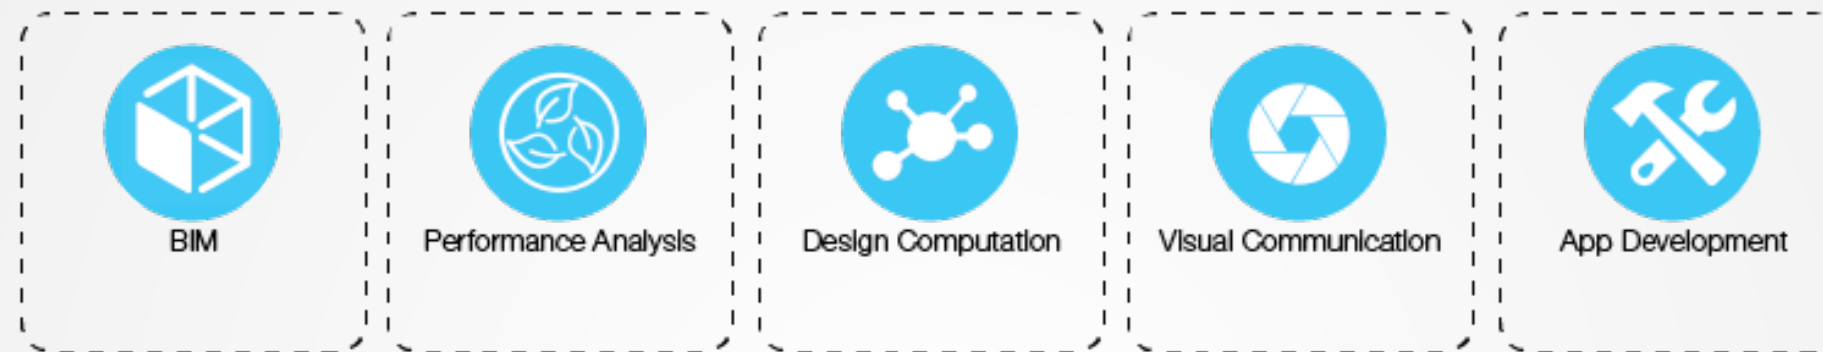 BIM
Performance Analysis
Design Computation
Visual Communication
App Development